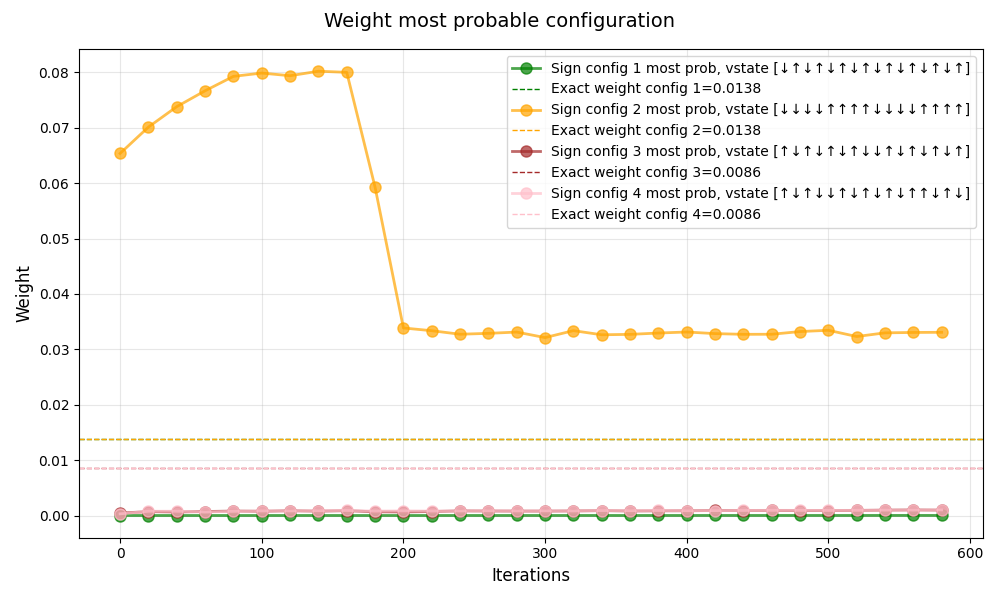 Weight most probable configuration
Sign config 1 most prob, vstate [↓↑↓↑↓↑↓↑↓↑↓↑↓↑↓↑]
Exact weight config 1=0.0138
Sign config 2 most prob, vstate [↓↓↓↓↑↑↑↑↓↓↓↓↑↑↑↑]
Exact weight config 2=0.0138
Sign config 3 most prob, vstate [↑↓↑↓↑↓↑↓↓↑↓↑↓↑↓↑]
Exact weight config 3=0.0086
Sign config 4 most prob, vstate [↑↓↑↓↓↑↓↑↓↑↓↑↑↓↑↓]
Exact weight config 4=0.0086
Weight
0.08
0.07
0.06
0.05
0.04
0.03
0.02
0.01
0.00
0 100 200 300 400 500 600
Iterations